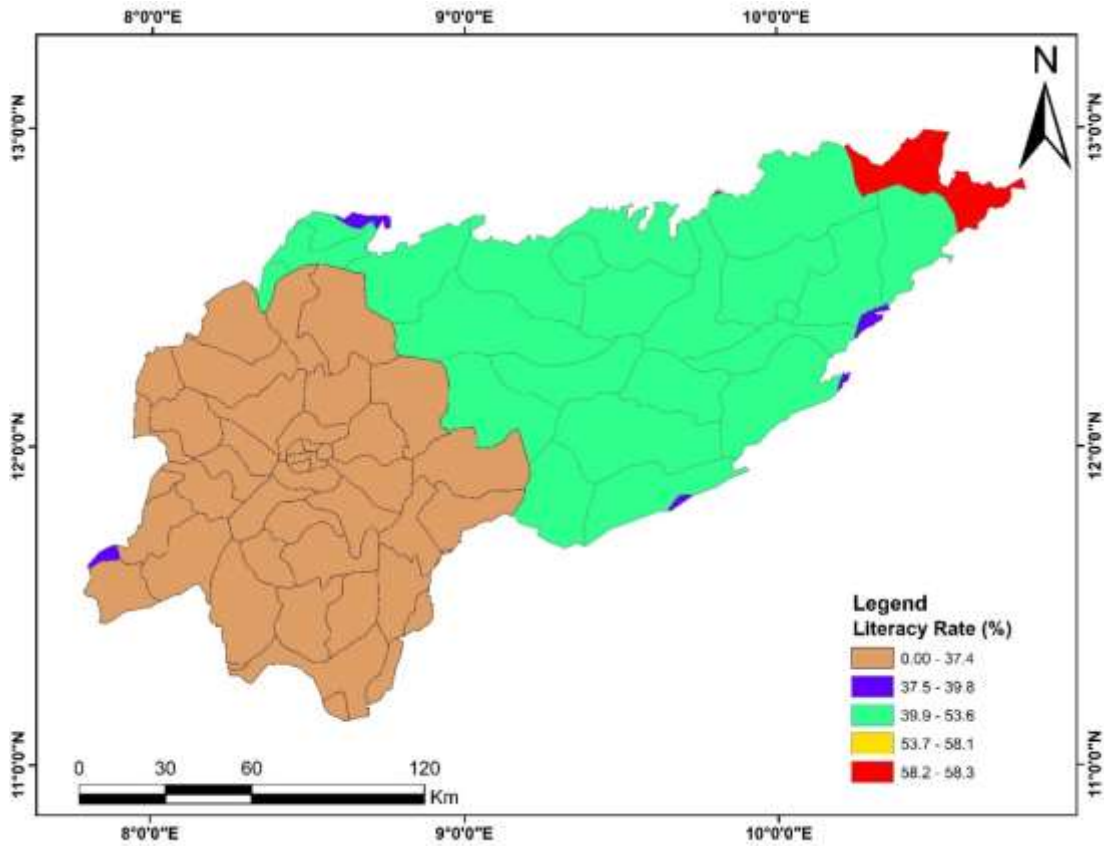 8°0'0"E 9°0'0"E 10°0'0"E
N
13°0'0"N 13°0'0"N
12°0'0"N 12°0'0"N
11°0'0"N 11°0'0"N
Legend
Literacy Rate (%)
0.00 - 37.4
37.5 - 39.8
39.9 - 53.6
53.7 - 58.1
58.2 - 58.3
0 30 60 120
Km
8°0'0"E 9°0'0"E 10°0'0"E